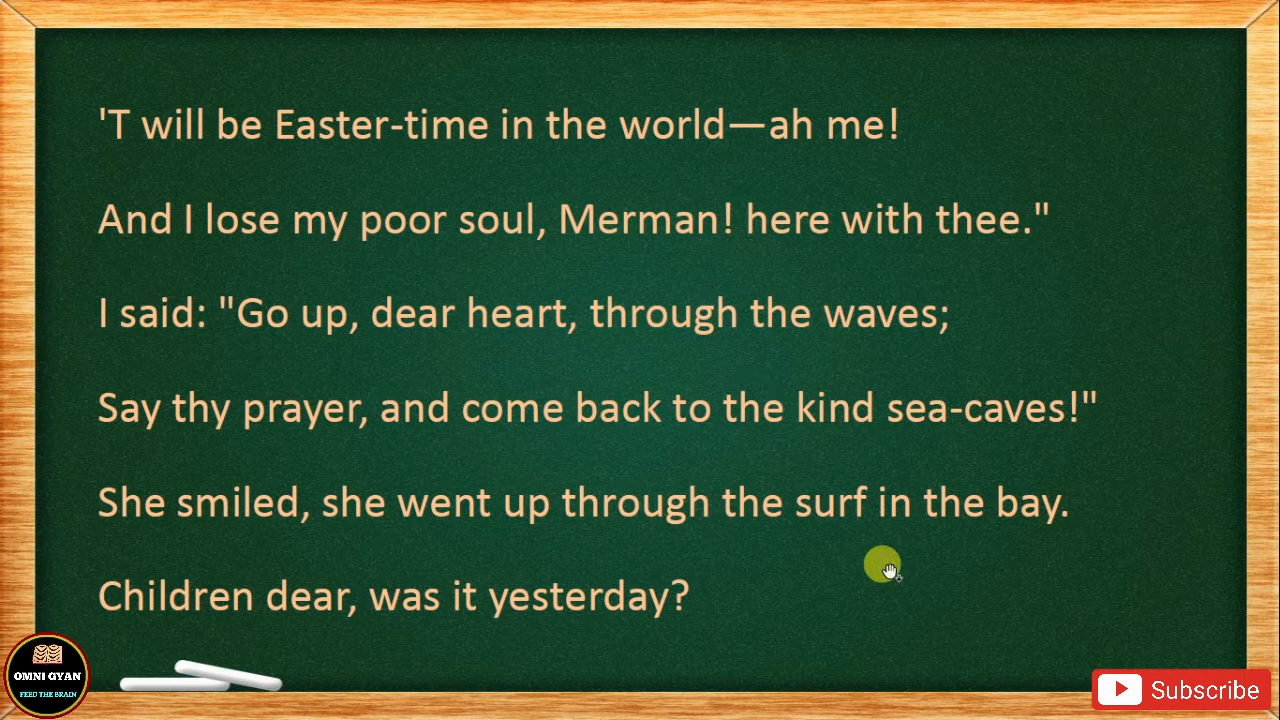 'T will be Easter-time in the world—ah me!
And I lose my poor soul, Merman! here with thee."
I said: "Go up, dear heart, through the waves;
Say thy prayer, and come back to the kind sea-caves!"
She smiled, she went up through the surf in the bay.
Children dear, was it yesterday?
OMNI GYAN
FEED THE BRAIN
Subscribe